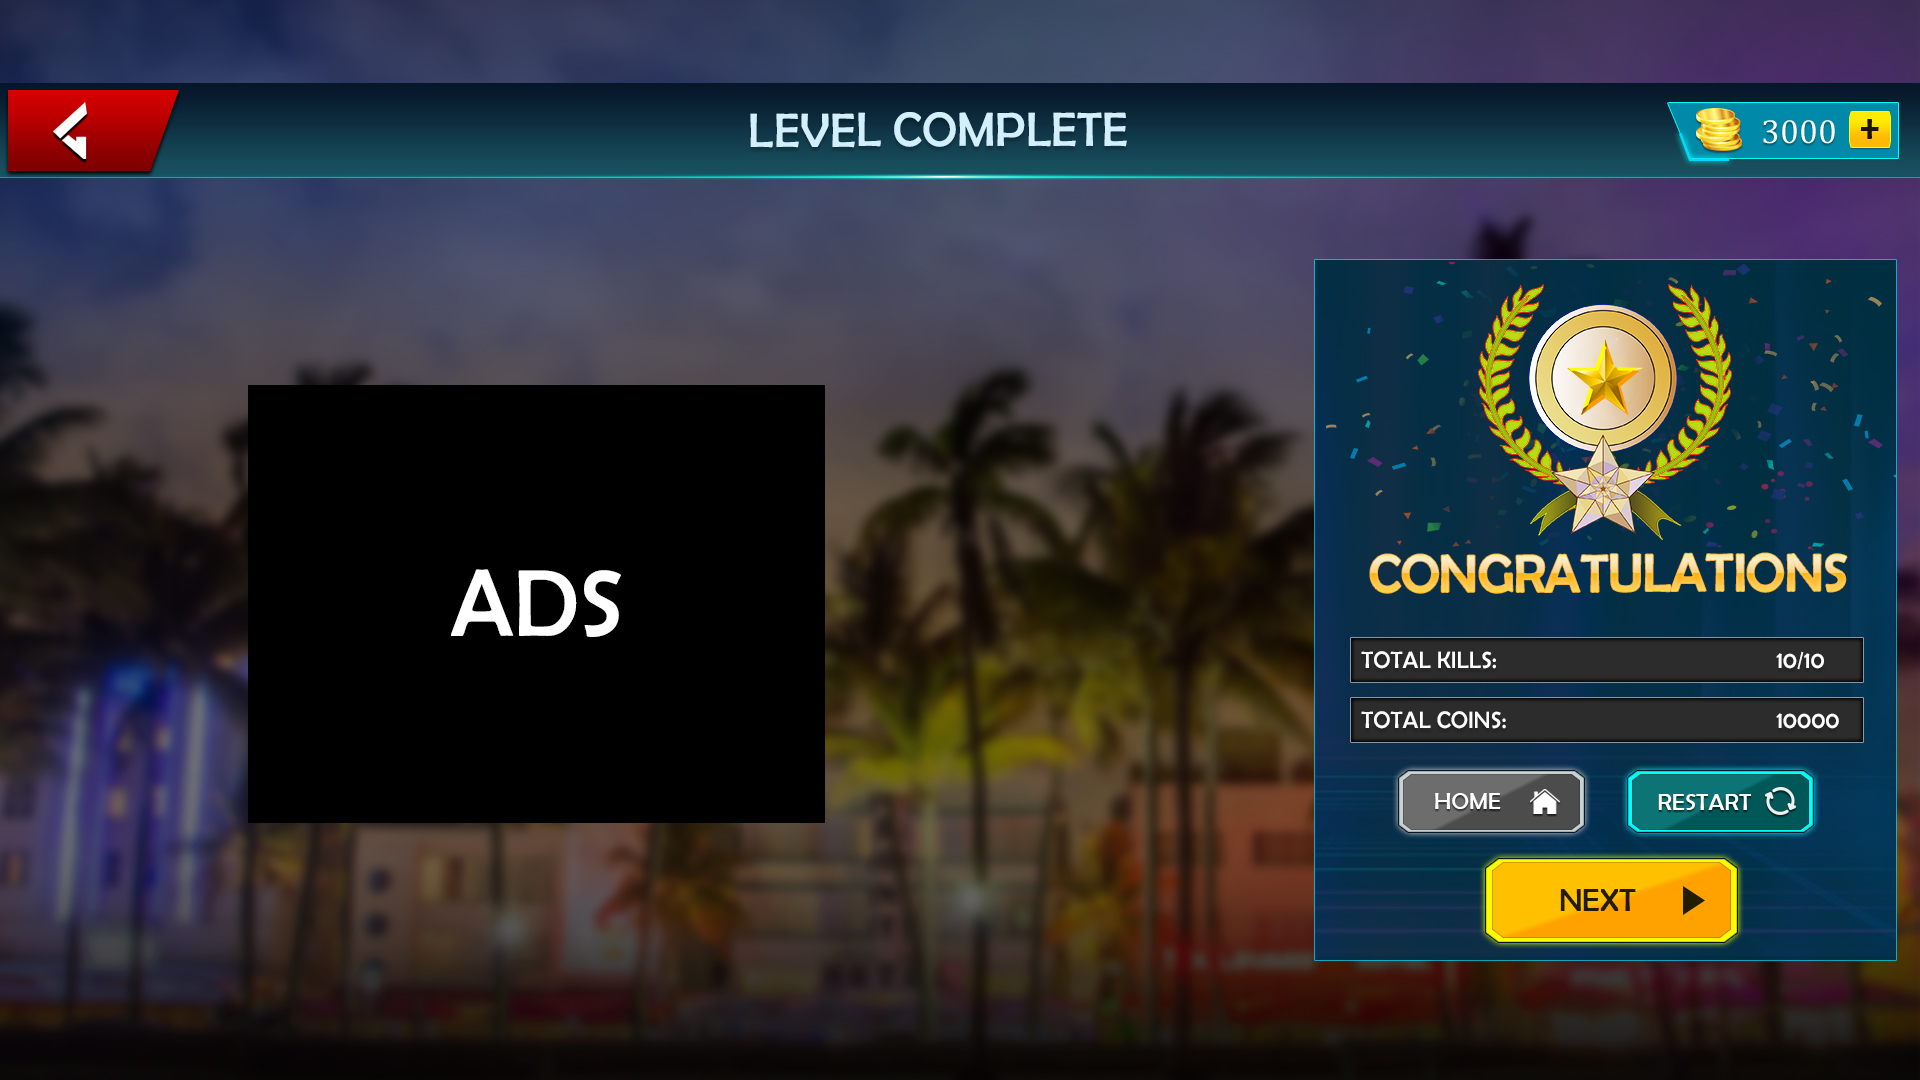 LEVEL COMPLETE
3000 +
ADS
CONGRATULATIONS
TOTAL KILLS: 10/10
TOTAL COINS: 10000
HOME
RESTART
NEXT